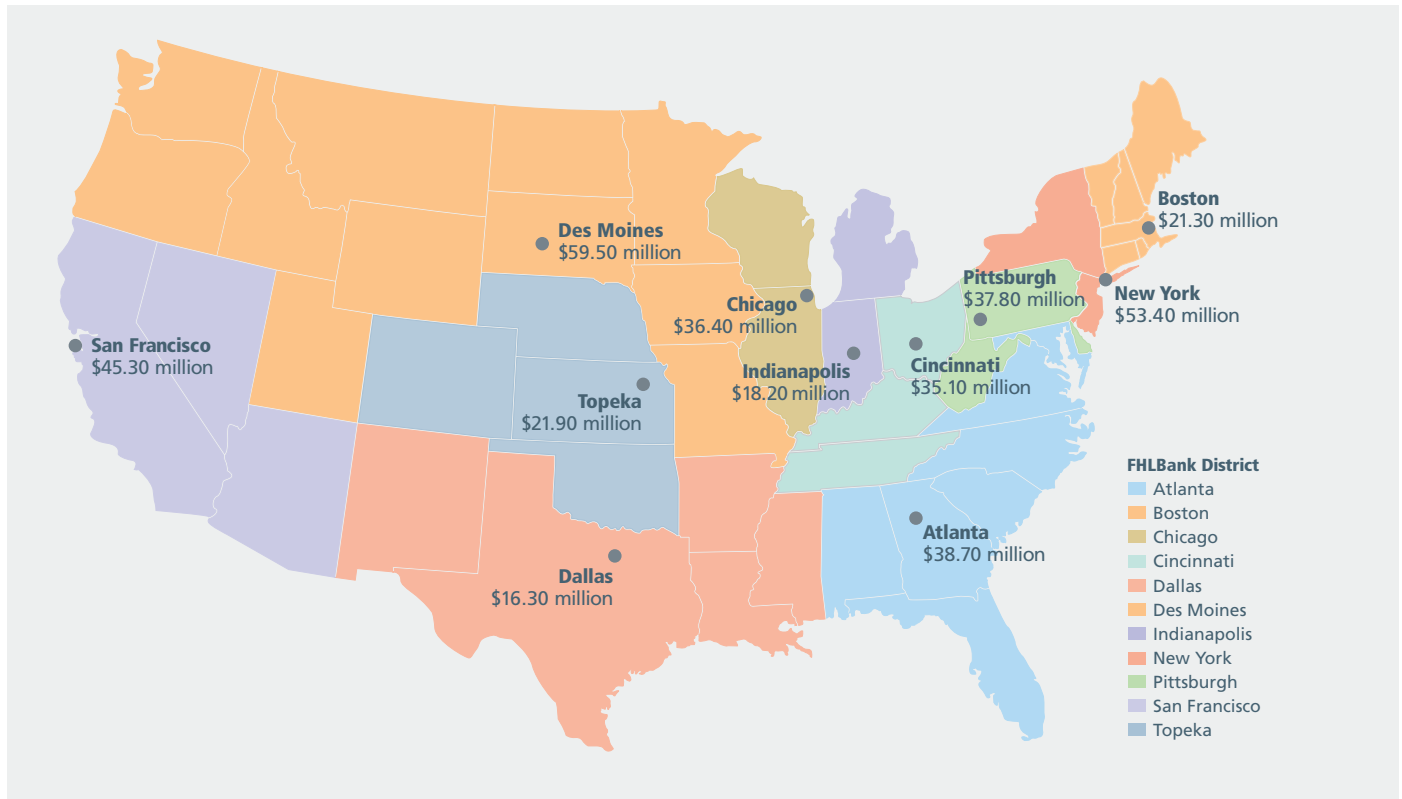 Boston
$21.30 million
Des Moines
$59.50 million
Pittsburgh
$37.80 million
New York
$53.40 million
Chicago
$36.40 million
San Francisco
$45.30 million
Indianapolis
$18.20 million
Cincinnati
$35.10 million
Topeka
$21.90 million
Atlanta
$38.70 million
Dallas
$16.30 million
FHLBank District
Atlanta
Boston
Chicago
Cincinnati
Dallas
Des Moines
Indianapolis
New York
Pittsburgh
San Francisco
Topeka